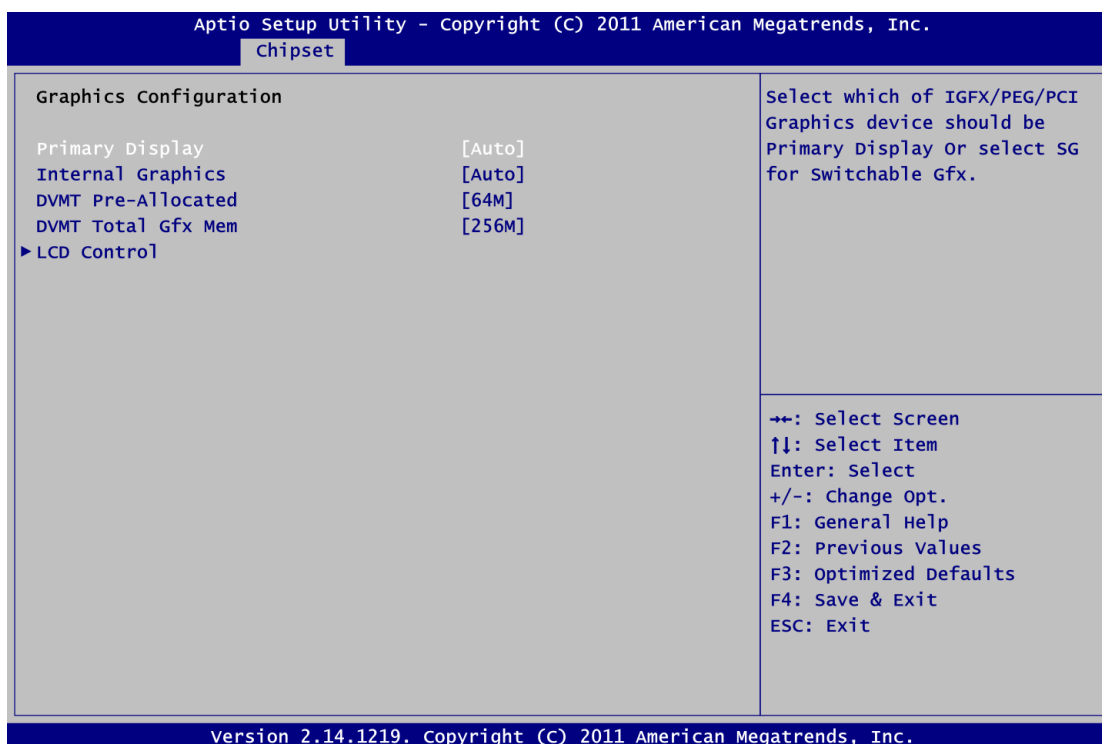 Aptio Setup Utility - Copyright (C) 2011 American Megatrends, Inc.
Chipset
Graphics Configuration
Primary Display [Auto]
Internal Graphics [Auto]
DVMT Pre-Allocated [64M]
DVMT Total Gfx Mem [256M]
►LCD Control
Select which of IGFX/PEG/PCI
Graphics device should be
Primary Display Or select SG
for Switchable Gfx.
→←: Select Screen
↑↓: Select Item
Enter: Select
+/-: Change Opt.
F1: General Help
F2: Previous Values
F3: Optimized Defaults
F4: Save & Exit
ESC: Exit
Version 2.14.1219. Copyright (C) 2011 American Megatrends, Inc.